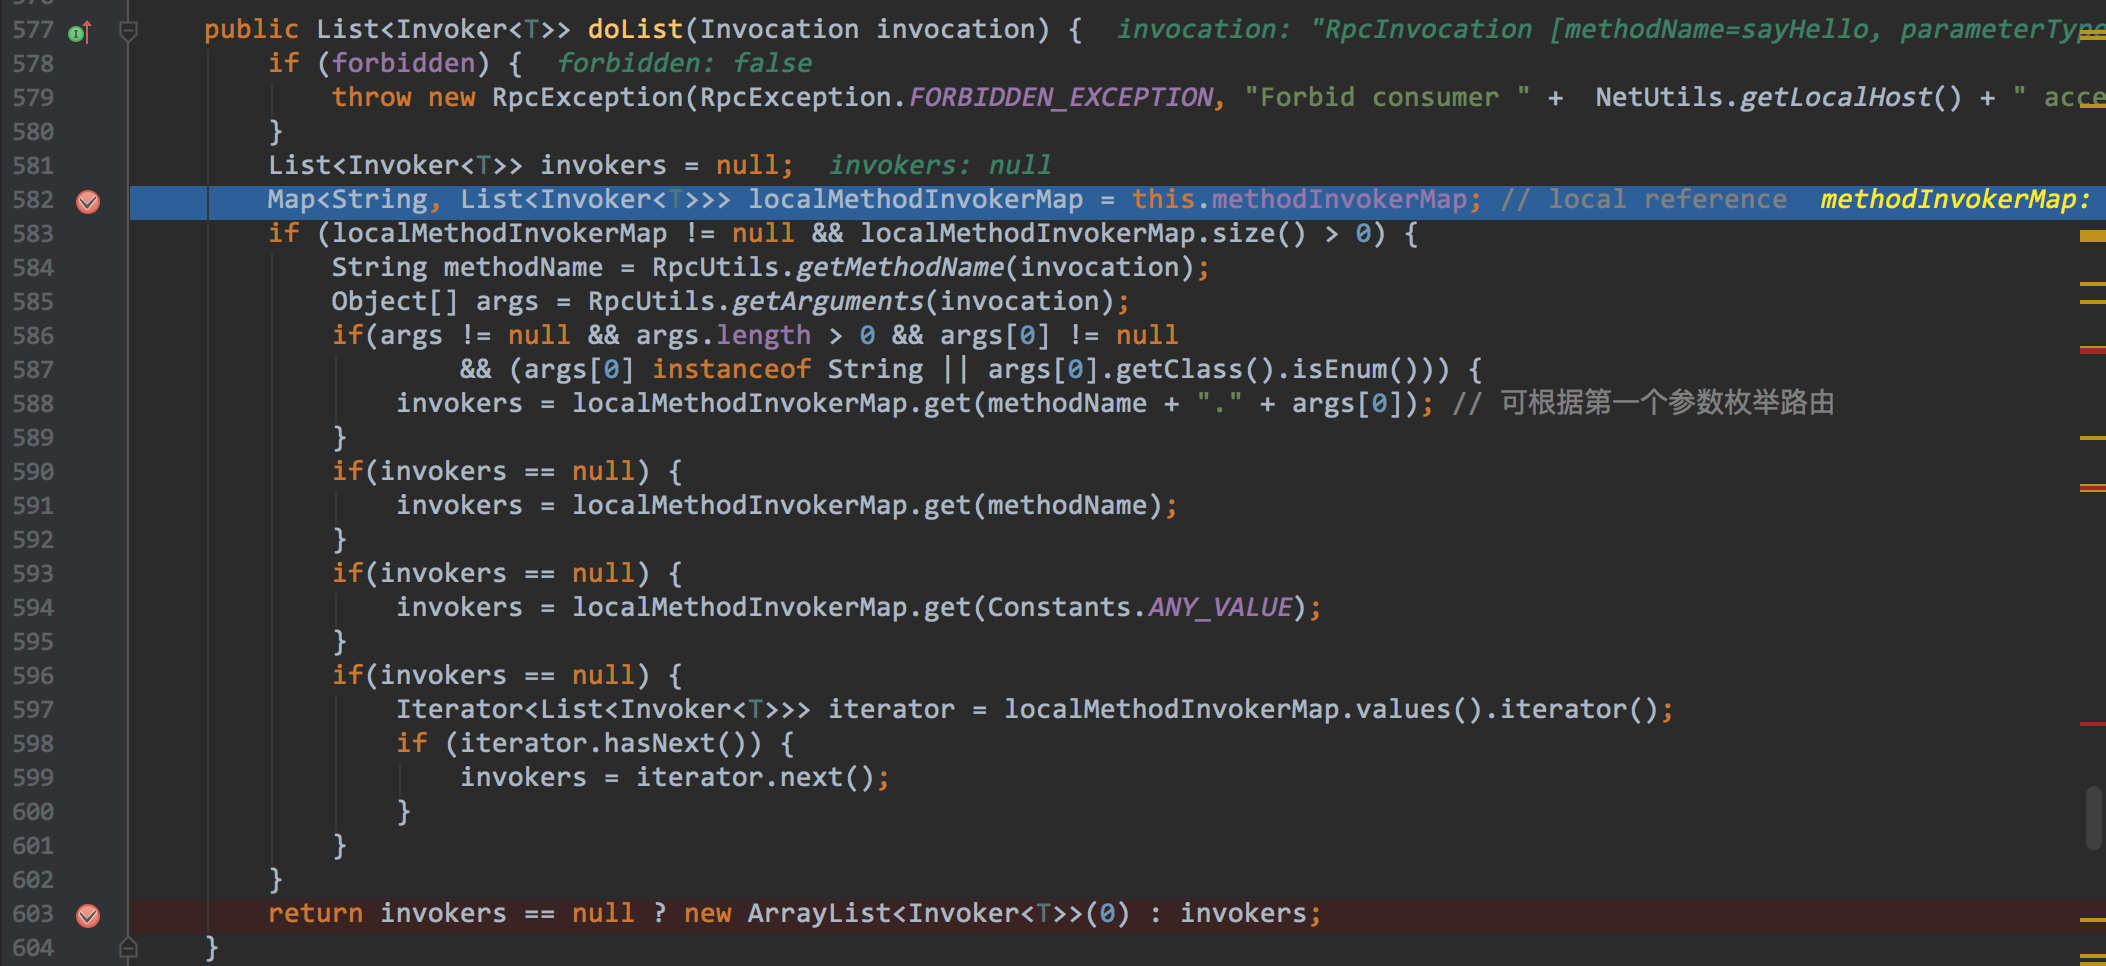 577 public List<Invoker<T>> doList(Invocation invocation) { invocation: "RpcInvocation [methodName=sayHello, parameterType
578 if (forbidden) { forbidden: false
579 throw new RpcException(RpcException.FORBIDDEN_EXCEPTION, "Forbid consumer " + NetUtils.getLocalHost() + " acce
580 }
581 List<Invoker<T>> invokers = null; invokers: null
582 Map<String, List<Invoker<T>>> localMethodInvokerMap = this.methodInvokerMap; // local reference methodInvokerMap:
583 if (localMethodInvokerMap != null && localMethodInvokerMap.size() > 0) {
584 String methodName = RpcUtils.getMethodName(invocation);
585 Object[] args = RpcUtils.getArguments(invocation);
586 if(args != null && args.length > 0 && args[0] != null
587 && (args[0] instanceof String || args[0].getClass().isEnum())) {
588 invokers = localMethodInvokerMap.get(methodName + "." + args[0]); // 可根据第一个参数枚举路由
589 }
590 if(invokers == null) {
591 invokers = localMethodInvokerMap.get(methodName);
592 }
593 if(invokers == null) {
594 invokers = localMethodInvokerMap.get(Constants.ANY_VALUE);
595 }
596 if(invokers == null) {
597 Iterator<List<Invoker<T>>> iterator = localMethodInvokerMap.values().iterator();
598 if (iterator.hasNext()) {
599 invokers = iterator.next();
600 }
601 }
602 }
603 return invokers == null ? new ArrayList<Invoker<T>>(0) : invokers;
604 }